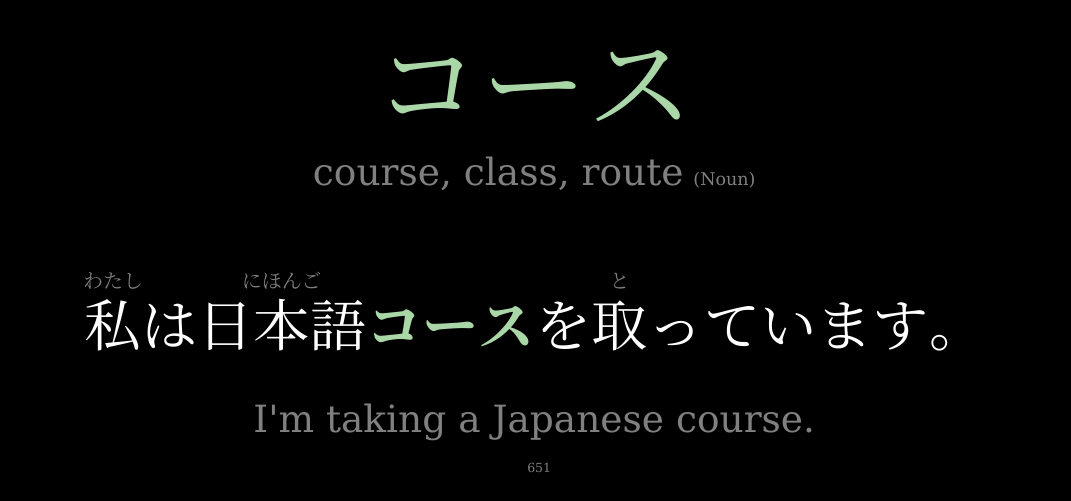 コース
course, class, route (Noun)
わたし にほんご と
私は日本語コースを取っています。
I'm taking a Japanese course.
651